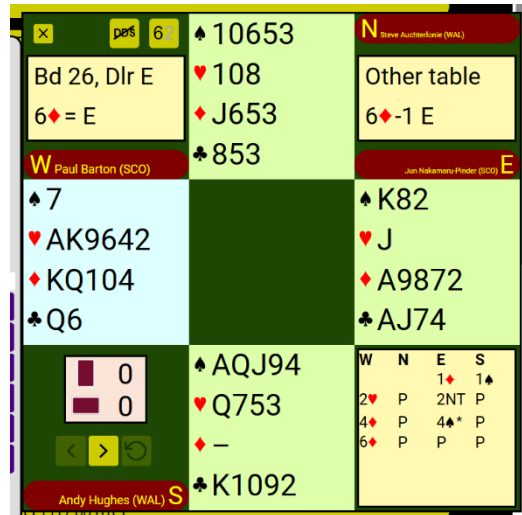 × DDS 62
Bd 26, Dlr E
6♦= E
♠10653
♥108
♦J653
♣853
N Steve Auchterlonie (WAL)
Other table
6♦-1 E
W Paul Barton (SCO)
Jun Nakamaru-Pinder (SCO) E
♠7
♥AK9642
♦KQ104
♣Q6
♠K82
♥J
♦A9872
♣AJ74
0
0
< >
Andy Hughes (WAL) S
♠AQJ94
♥Q753
♦–
♣K1092
W N E S
1♦ 1♠
2♥ P 2NT P
4♦ P 4♠* P
6♦ P P P